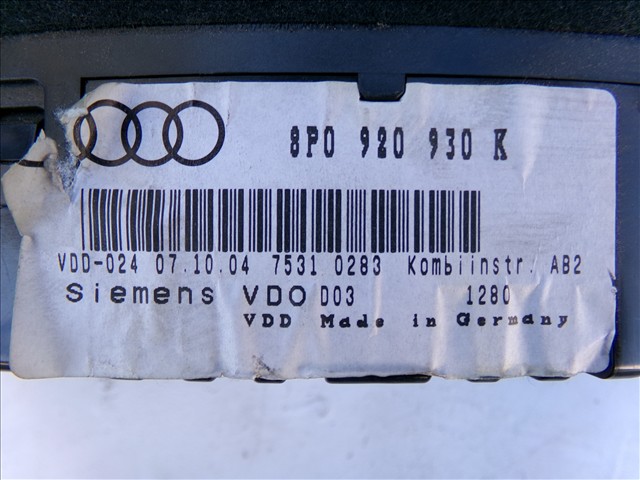 8P0 920 930 K
VDD-024 07.10.04 7531 0283 Kombiinstr. AB2
Siemens VDO D03 1280
VDD Made in Germany